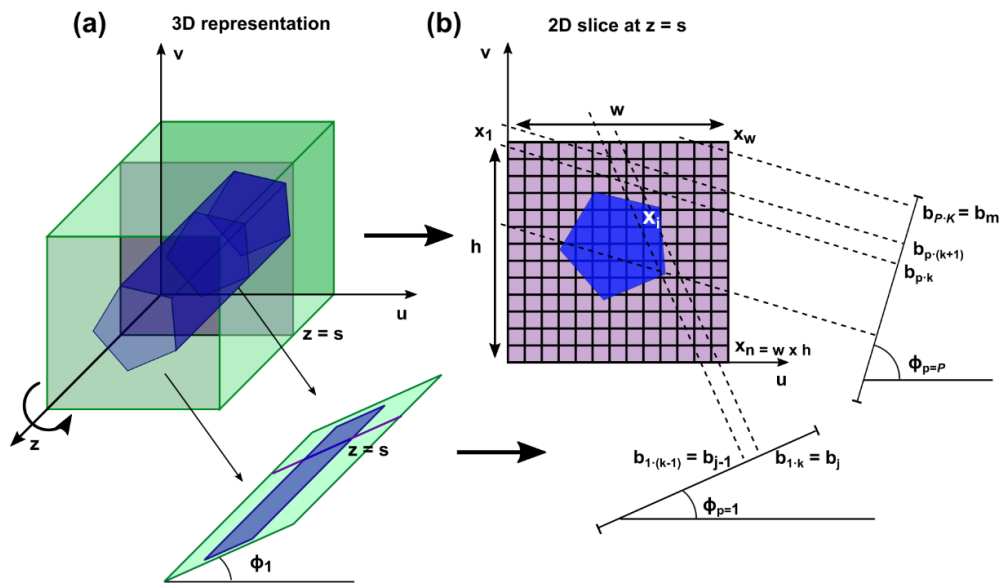 (a)
3D representation
v
u
z = s
z
z = s
ϕ1
(b)
2D slice at z = s
v
w
x1
xw
h
xi
bP·K = bm
bp·(k+1)
bp·k
xn = w x h
u
ϕp=P
b1·(k-1) = bj-1
b1·k = bj
ϕp=1